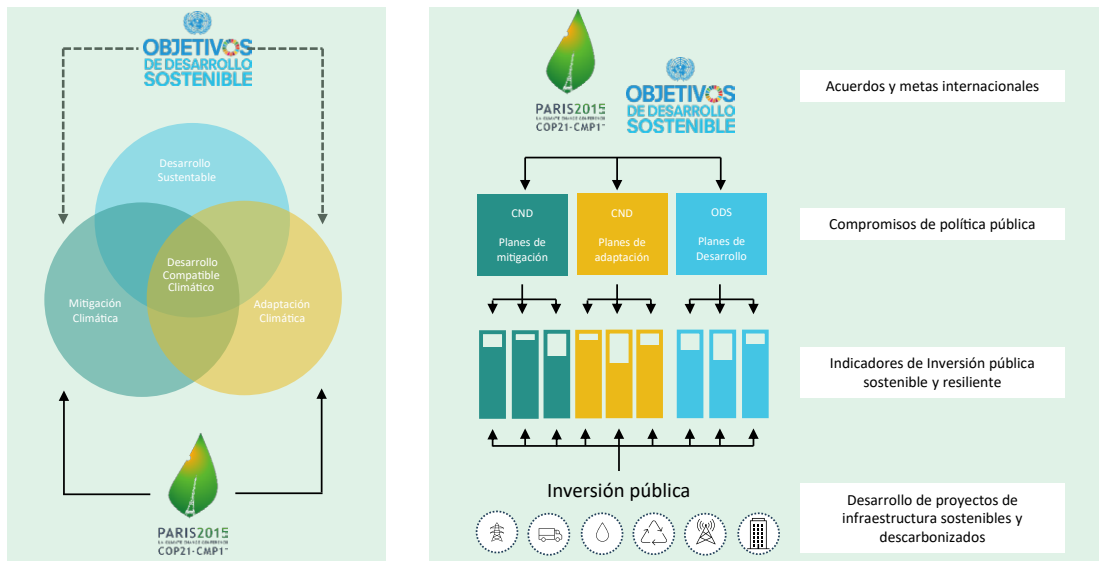 OBJETIVOS
DE DESARROLLO
SOSTENIBLE
Desarrollo
Sustentable
Desarrollo
Compatible
Climático
Mitigación
Climática
Adaptación
Climática
PARIS2015
COP21-CMP11
PARIS2015
COP21-CMP11
OBJETIVOS
DE DESARROLLO
SOSTENIBLE
Acuerdos y metas internacionales
CND
Planes de
mitigación
CND
Planes de
adaptación
ODS
Planes de
Desarrollo
Compromisos de política pública
Indicadores de Inversión pública
sostenible y resiliente
Inversión pública
Desarrollo de proyectos de
infraestructura sostenibles y
descarbonizados